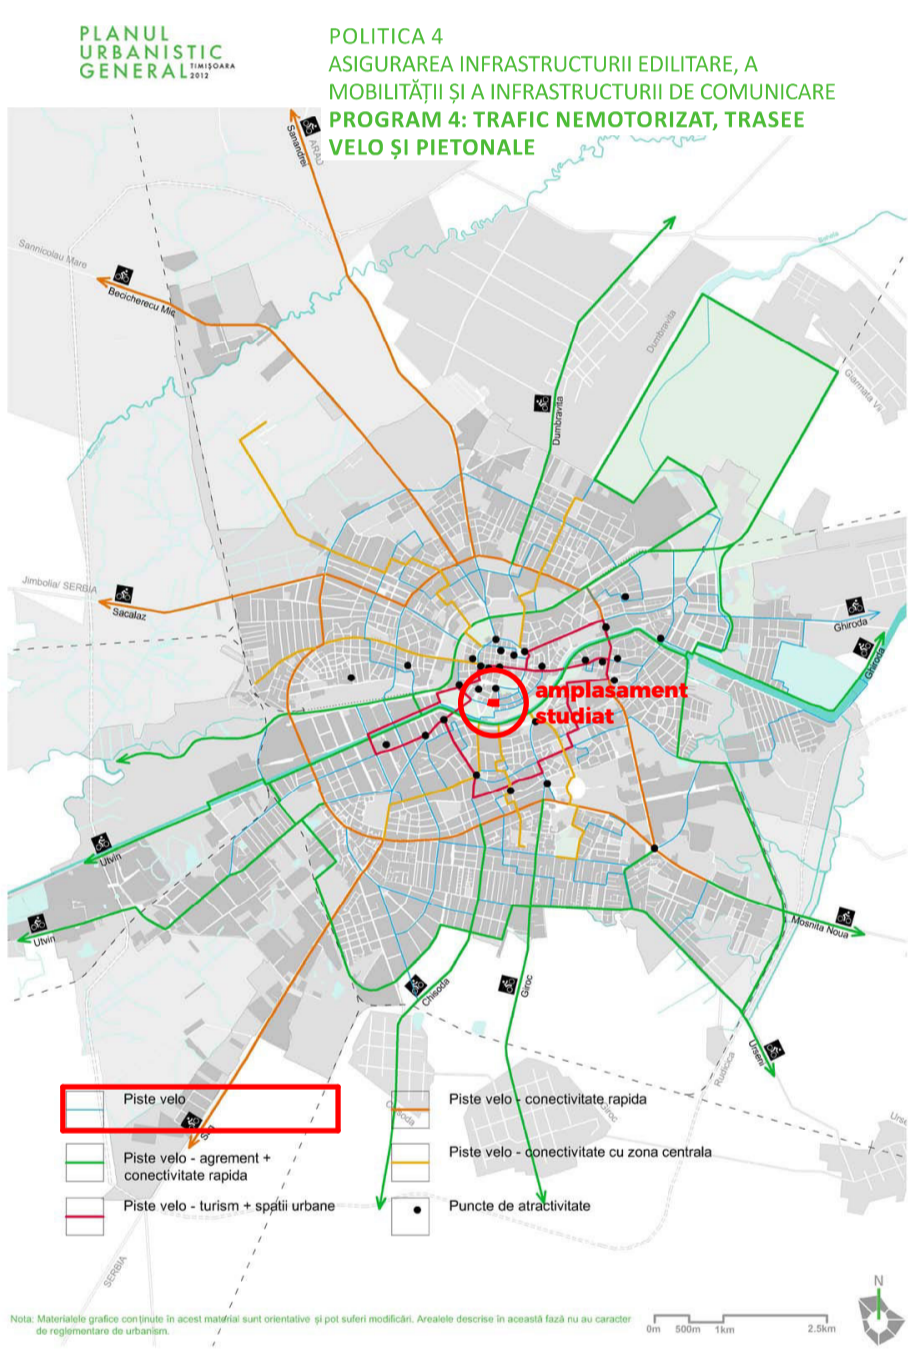 PLANUL
URBANISTIC
GENERAL TIMIȘOARA 2012
POLITICA 4
ASIGURAREA INFRASTRUCTURII EDILITARE, A
MOBILITĂȚII ȘI A INFRASTRUCTURII DE COMUNICARE
PROGRAM 4: TRAFIC NEMOTORIZAT, TRASEE
VELO ȘI PIETONALE
Sanandrei
ARAD
Sannicolau Mare
Becicherecu Mic
Dumbravita
Dumbravita
Giarmata Vii
Jimbolia/ SERBIA
Sacalaz
Ghiroda
Ghiroda
amplasament
studiat
Utvin
Utvin
Mosnita Noua
Chisoda
Giroc
Urseni
Rudicica
Chisoda
Giroc
SERBIA
Piste velo
Piste velo - conectivitate rapida
Piste velo - agrement +
conectivitate rapida
Piste velo - conectivitate cu zona centrala
Piste velo - turism + spatii urbane
Puncte de atractivitate
N
0m 500m 1km 2.5km
Nota: Materialele grafice conținute în acest material sunt orientative și pot suferi modificări. Arealele descrise în această fază nu au caracter
de reglementare de urbanism.